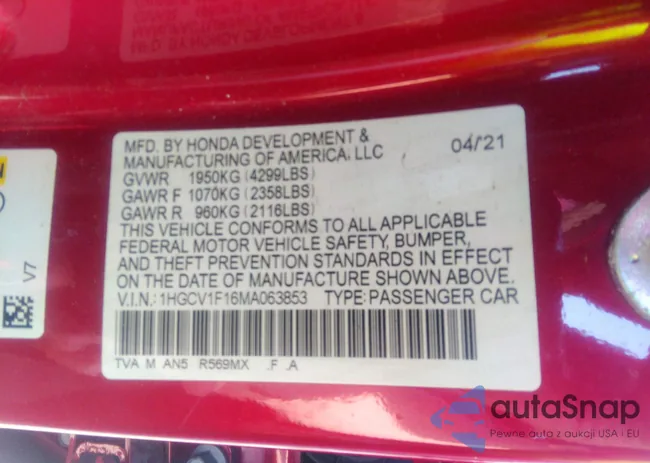 MFD. BY HONDA DEVELOPMENT &
MANUFACTURING OF AMERICA, LLC
04/21
GVWR 1950KG (4299LBS)
GAWR F 1070KG (2358LBS)
GAWR R 960KG (2116LBS)
THIS VEHICLE CONFORMS TO ALL APPLICABLE
FEDERAL MOTOR VEHICLE SAFETY, BUMPER,
AND THEFT PREVENTION STANDARDS IN EFFECT
ON THE DATE OF MANUFACTURE SHOWN ABOVE.
V.I.N.: 1HGCV1F16MA063853 TYPE: PASSENGER CAR
TVA M AN5 R569MX .F .A
V7
autaSnap
Pewne auta z aukcji USA i EU